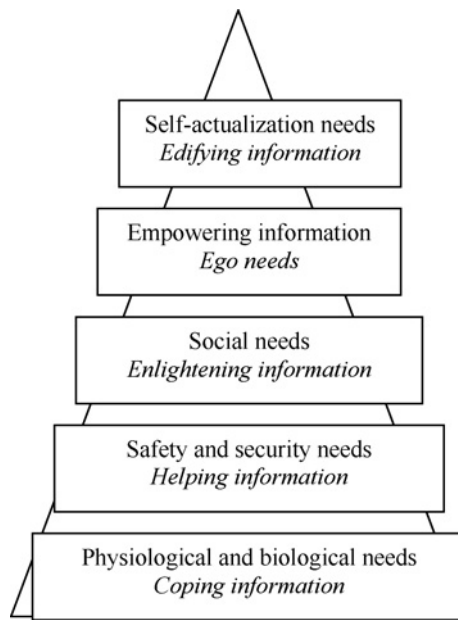 Self-actualization needs
Edifying information
Empowering information
Ego needs
Social needs
Enlightening information
Safety and security needs
Helping information
Physiological and biological needs
Coping information